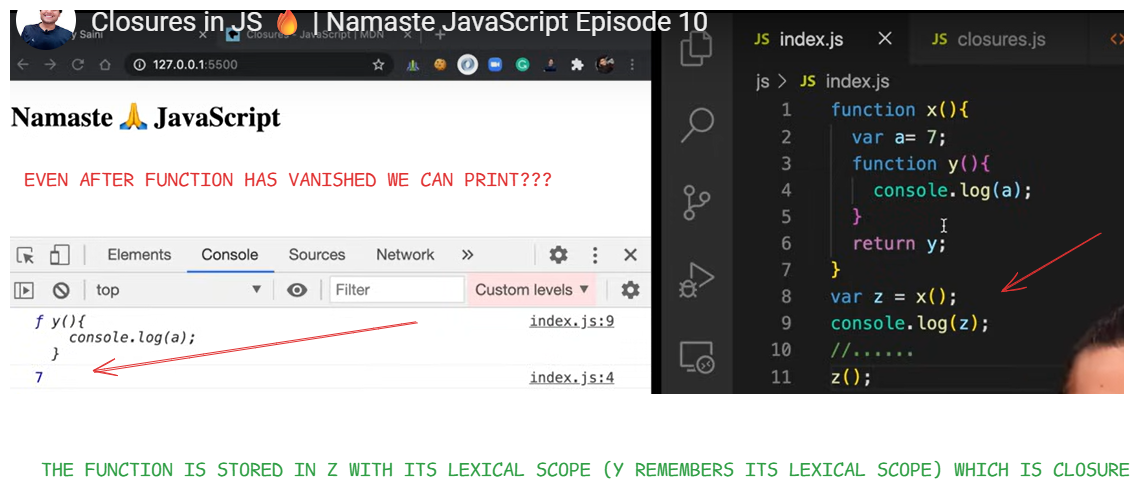 Closures in JS 🔥 | Namaste JavaScript Episode 10
y Saini
Closures - JavaScript | MDN
127.0.0.1:5500
Namaste 🙏 JavaScript
EVEN AFTER FUNCTION HAS VANISHED WE CAN PRINT???
Elements Console Sources Network »
top Filter Custom levels
f y(){ index.js:9
console.log(a);
}
7 index.js:4
JS index.js JS closures.js
js > JS index.js
1 function x(){
2 var a= 7;
3 function y(){
4 console.log(a);
5 }
6 return y;
7 }
8 var z = x();
9 console.log(z);
10 //......
11 z();
THE FUNCTION IS STORED IN Z WITH ITS LEXICAL SCOPE (Y REMEMBERS ITS LEXICAL SCOPE) WHICH IS CLOSURE